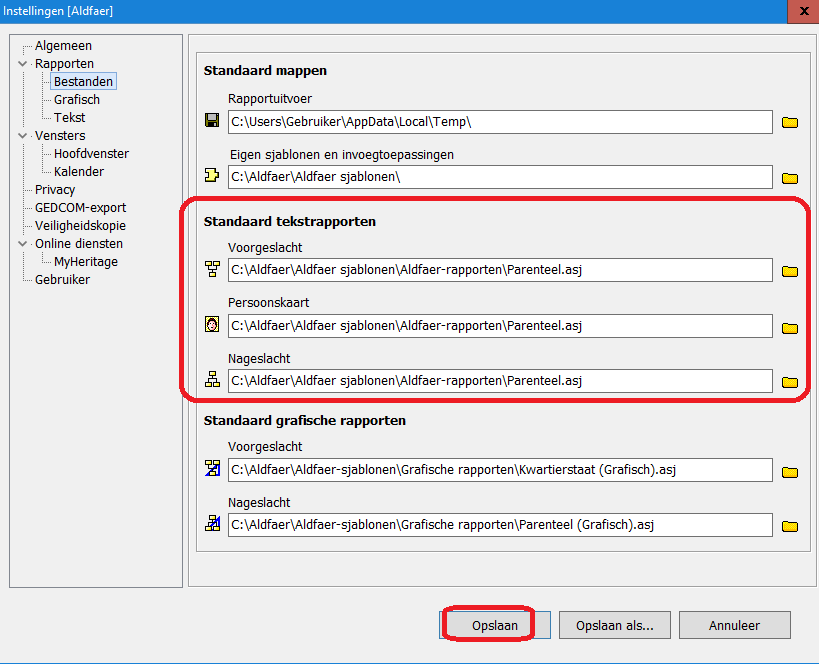 Instellingen [Aldfaer]
Algemeen
Rapporten
Bestanden
Grafisch
Tekst
Vensters
Hoofdvenster
Kalender
Privacy
GEDCOM-export
Veiligheidskopie
Online diensten
MyHeritage
Gebruiker
Standaard mappen
Rapportuitvoer
C:\Users\Gebruiker\AppData\Local\Temp\
Eigen sjablonen en invoegtoepassingen
C:\Aldfaer\Aldfaer sjablonen\
Standaard tekstrapporten
Voorgeslacht
C:\Aldfaer\Aldfaer sjablonen\Aldfaer-rapporten\Parenteel.asj
Persoonskaart
C:\Aldfaer\Aldfaer sjablonen\Aldfaer-rapporten\Parenteel.asj
Nageslacht
C:\Aldfaer\Aldfaer sjablonen\Aldfaer-rapporten\Parenteel.asj
Standaard grafische rapporten
Voorgeslacht
C:\Aldfaer\Aldfaer-sjablonen\Grafische rapporten\Kwartierstaat (Grafisch).asj
Nageslacht
C:\Aldfaer\Aldfaer-sjablonen\Grafische rapporten\Parenteel (Grafisch).asj
Opslaan
Opslaan als...
Annuleer